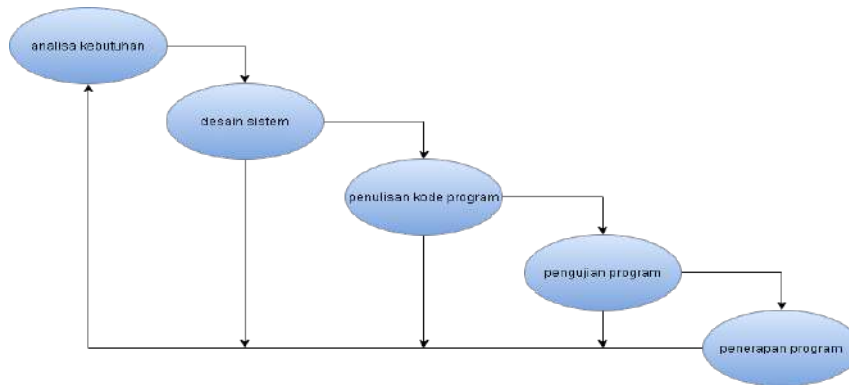 analisa kebutuhan
desain sistem
penulisan kode program
pengujian program
penerapan program